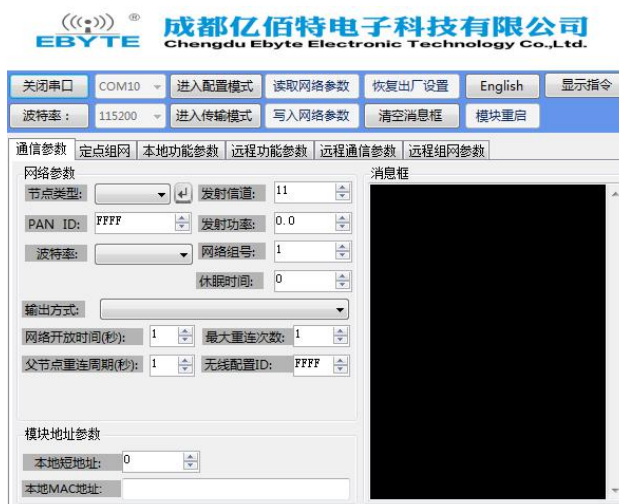 ((●)) ®
EBYTE 成都亿佰特电子科技有限公司
Chengdu Ebyte Electronic Technology Co.,Ltd.
关闭串口 COM10 进入配置模式 读取网络参数 恢复出厂设置 English 显示指令
波特率： 115200 进入传输模式 写入网络参数 清空消息框 模块重启
通信参数 定点组网 本地功能参数 远程功能参数 远程通信参数 远程组网参数
网络参数 消息框
节点类型: 发射信道: 11
PAN ID: FFFF 发射功率: 0.0
波特率: 网络组号: 1
休眠时间: 0
输出方式:
网络开放时间(秒): 1 最大重连次数: 1
父节点重连周期(秒): 1 无线配置ID: FFFF
模块地址参数
本地短地址: 0
本地MAC地址: